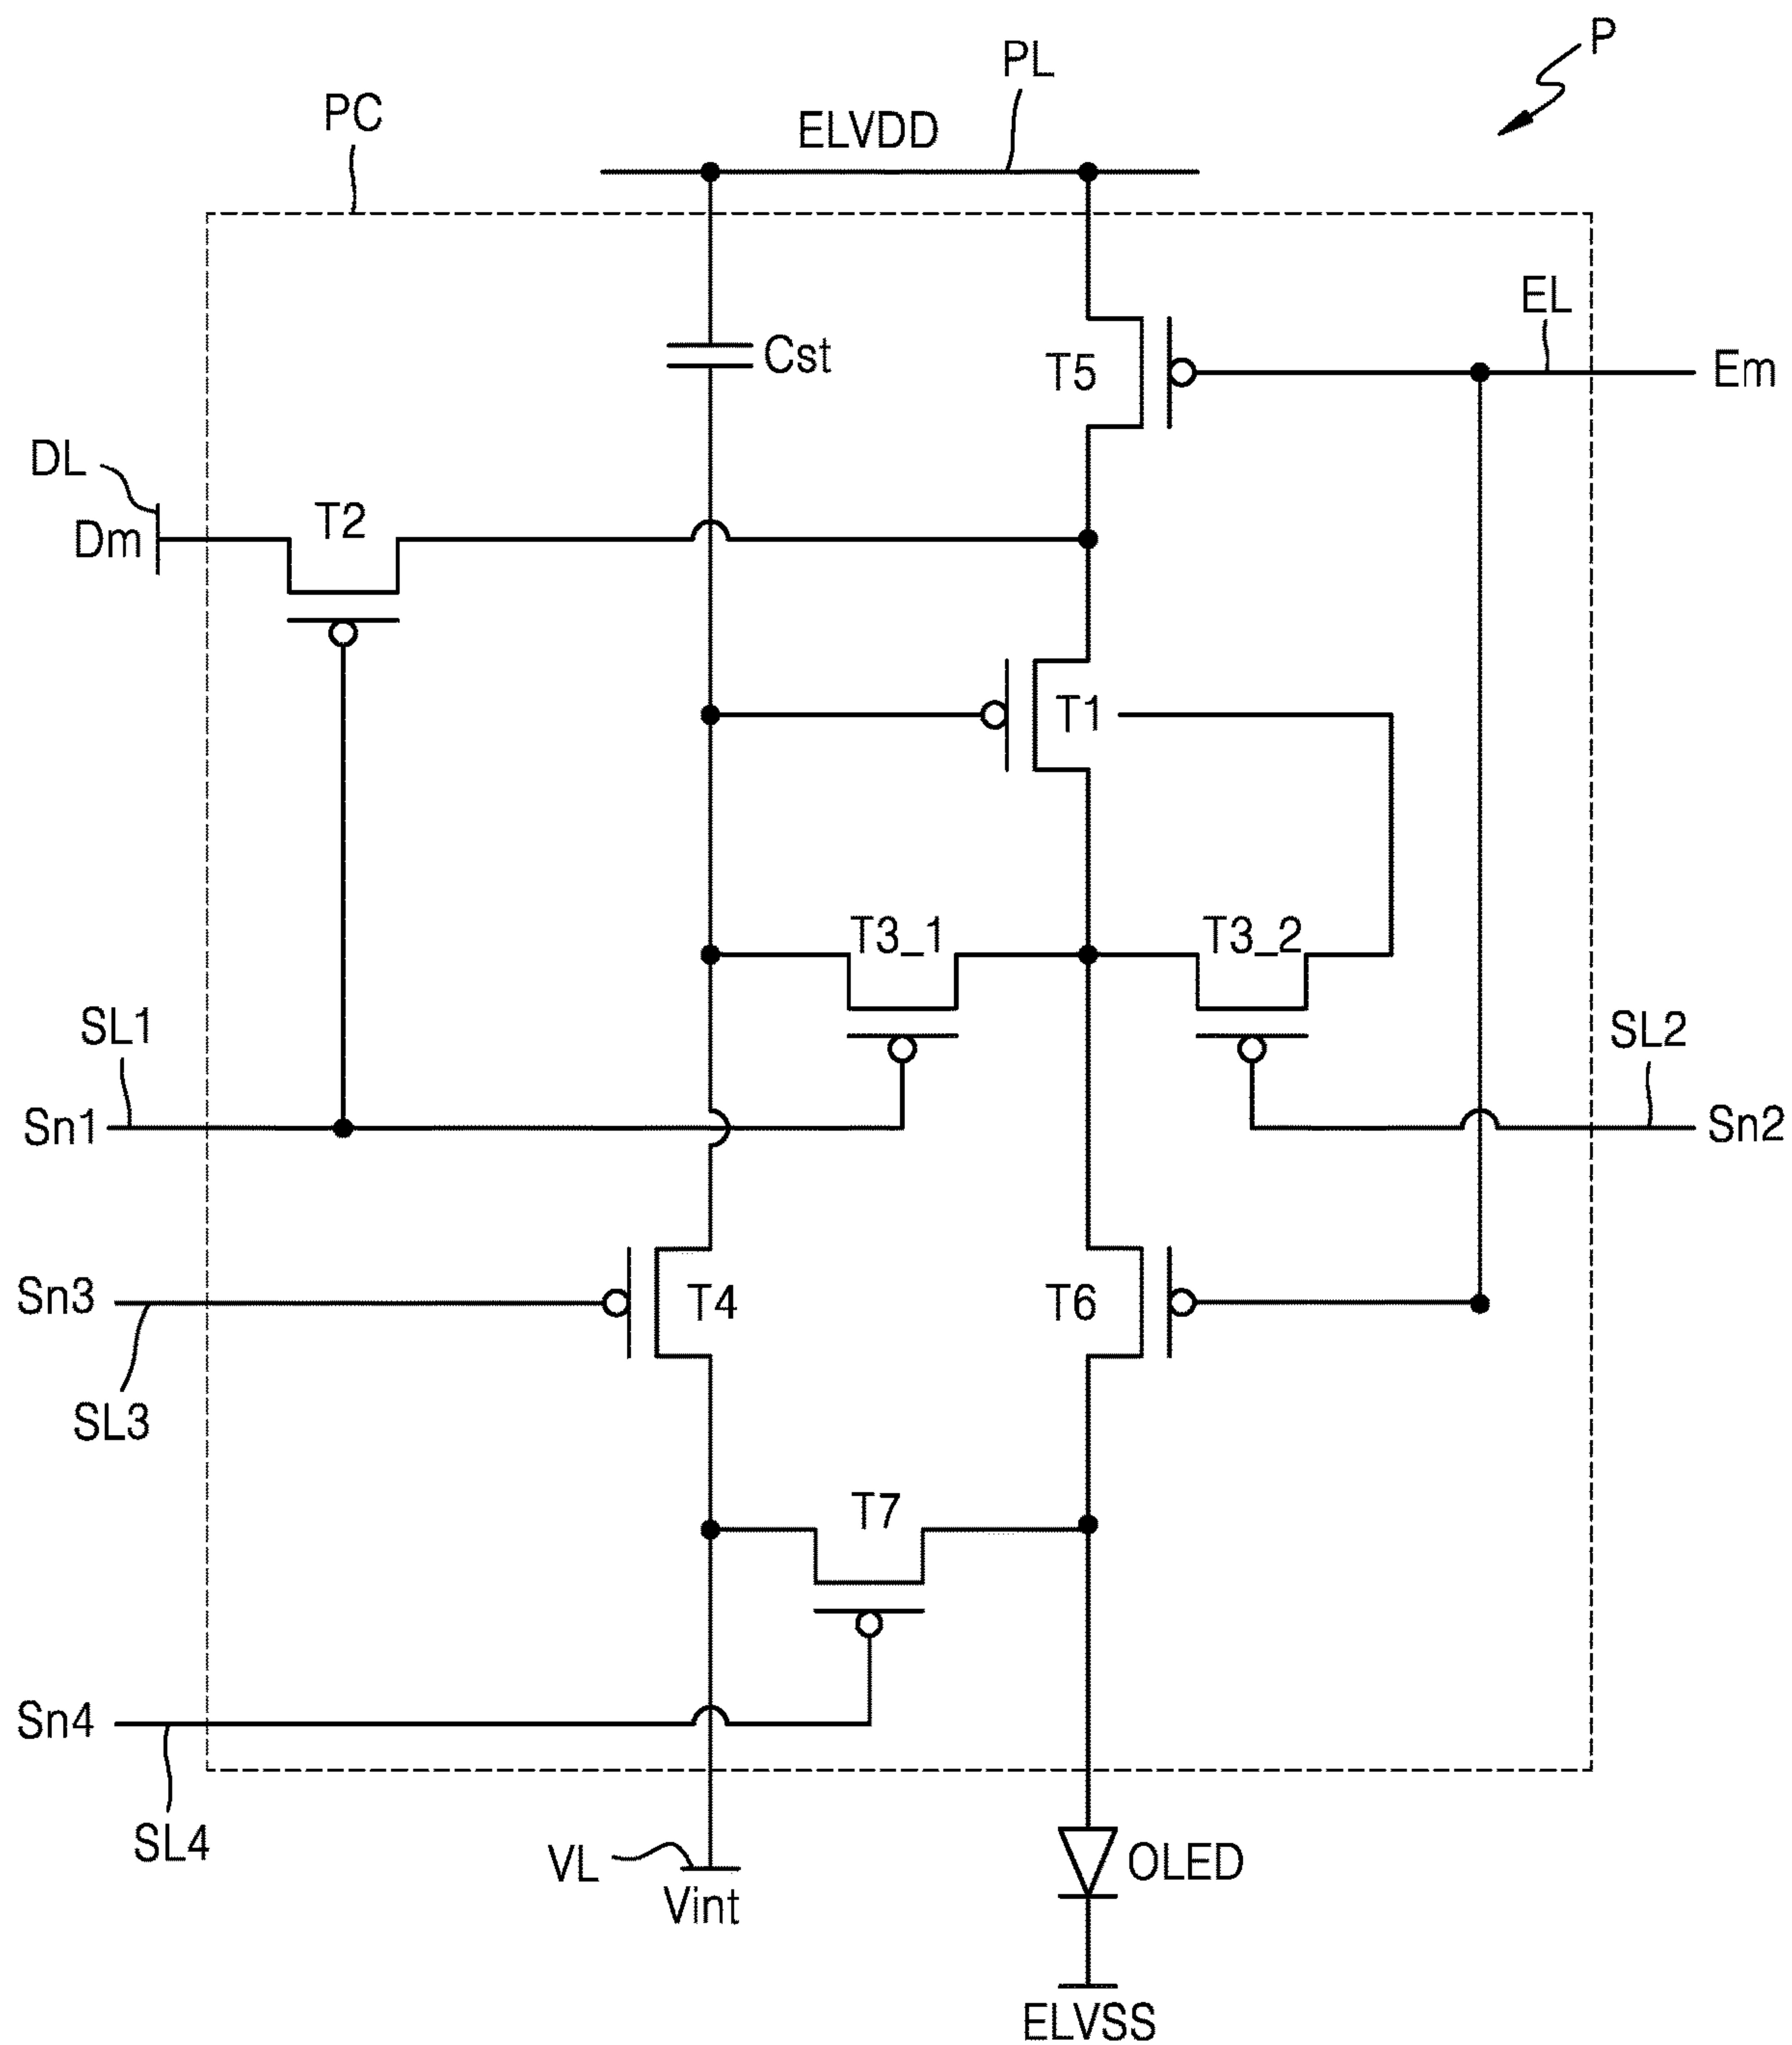 P
PL
PC
ELVDD
EL
Cst
T5
Em
DL
T2
Dm
T1
T3_1
T3_2
SL1
SL2
Sn1
Sn2
Sn3
T4
T6
SL3
T7
Sn4
SL4
VL
OLED
Vint
ELVSS